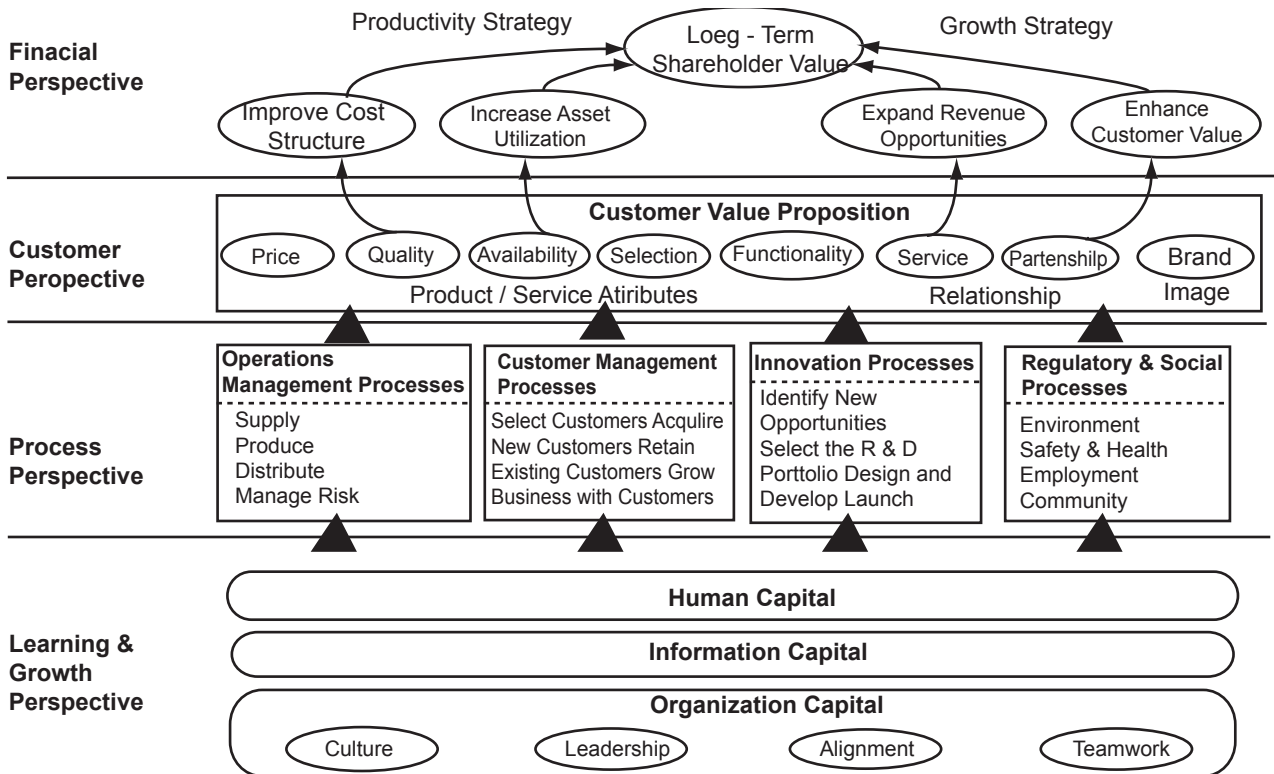 Productivity Strategy
Growth Strategy
Finacial
Perspective
Loeg - Term
Shareholder Value
Improve Cost
Structure
Increase Asset
Utilization
Expand Revenue
Opportunities
Enhance
Customer Value
Customer
Peropective
Customer Value Proposition
Price
Quality
Availability
Selection
Functionality
Service
Partenshilp
Brand
Image
Product / Service Atiributes
Relationship
Process
Perspective
Operations
Management Processes
Supply
Produce
Distribute
Manage Risk
Customer Management
Processes
Select Customers Acqulire
New Customers Retain
Existing Customers Grow
Business with Customers
Innovation Processes
Identify New
Opportunities
Select the R & D
Porttolio Design and
Develop Launch
Regulatory & Social
Processes
Environment
Safety & Health
Employment
Community
Learning &
Growth
Perspective
Human Capital
Information Capital
Organization Capital
Culture
Leadership
Alignment
Teamwork